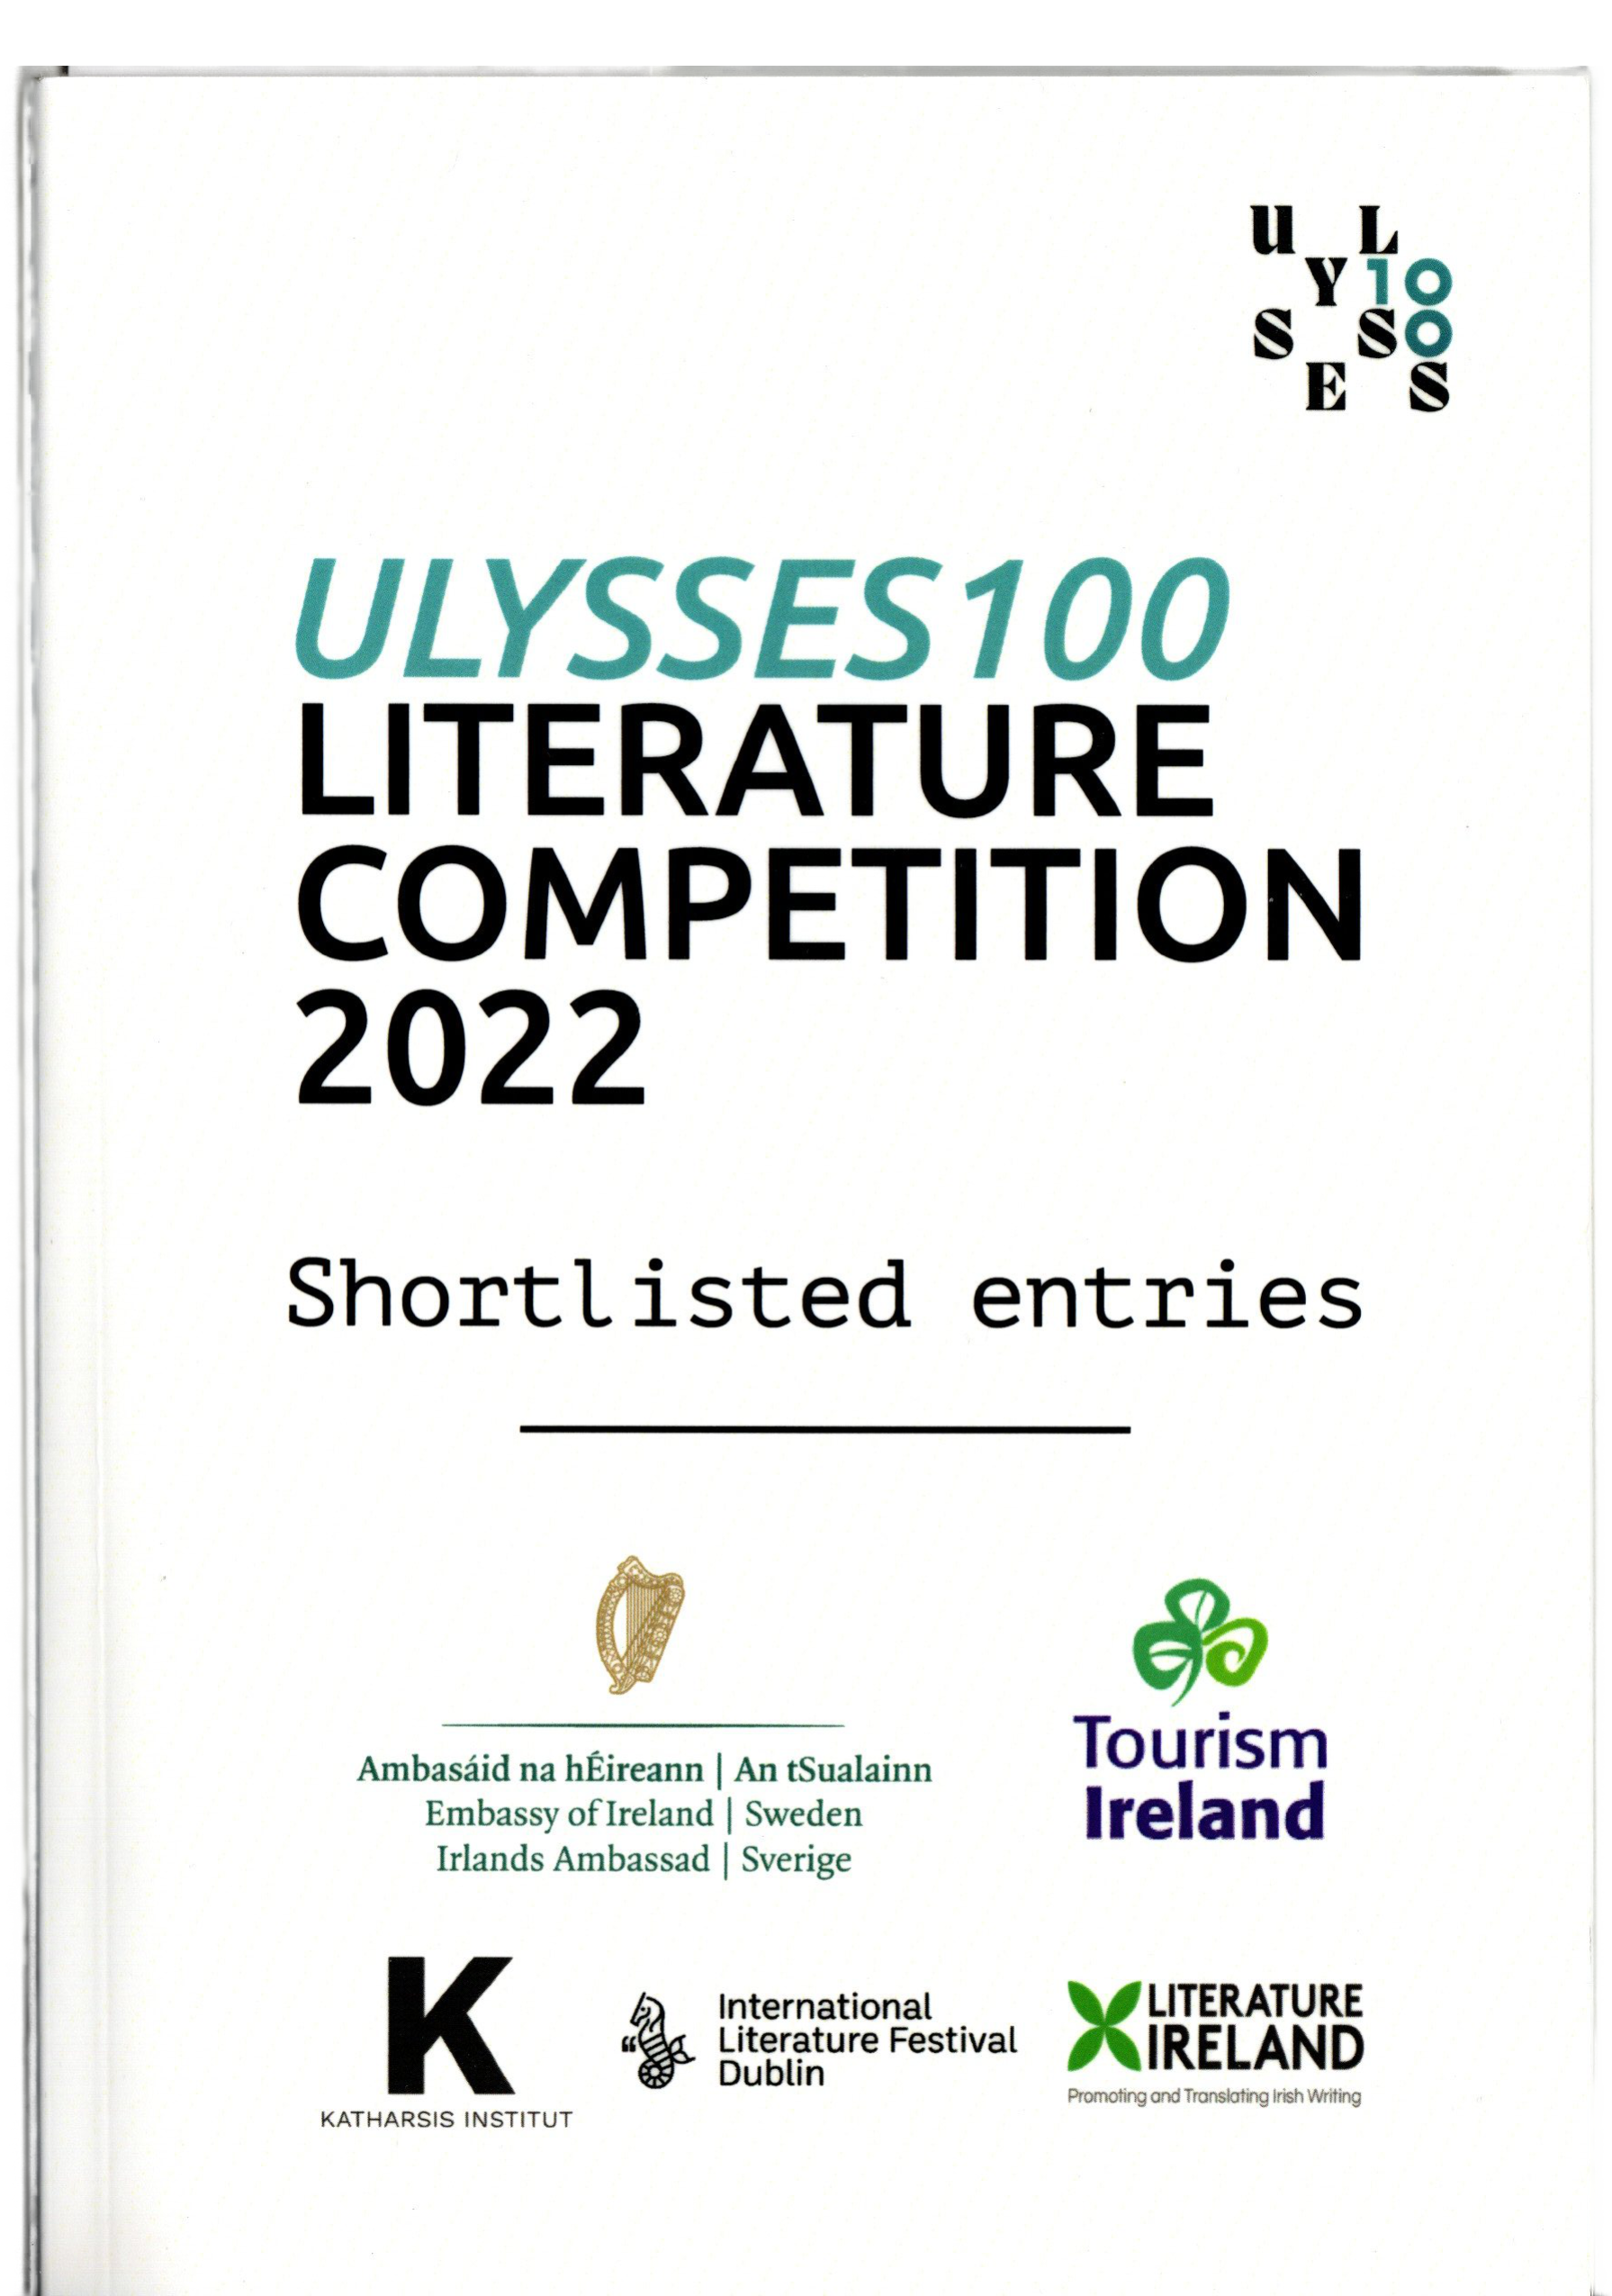 U L
Y 10
S S 0
E S
ULYSSES100
LITERATURE
COMPETITION
2022
Shortlisted entries
Ambasáid na hÉireann | An tSualainn
Embassy of Ireland | Sweden
Irlands Ambassad | Sverige
Tourism
Ireland
K
KATHARSIS INSTITUT
International
Literature Festival
Dublin
LITERATURE
IRELAND
Promoting and Translating Irish Writing